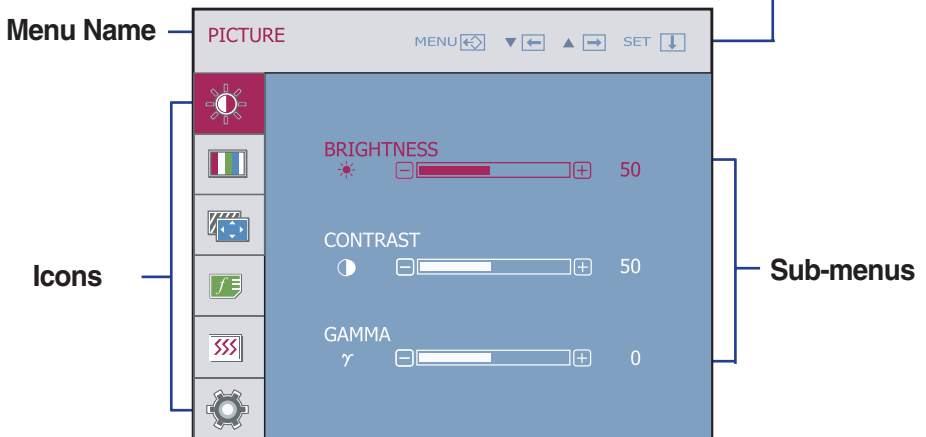 Menu Name
PICTURE MENU ▼ ▲ SET
BRIGHTNESS
50
CONTRAST
50
Icons
Sub-menus
GAMMA
γ 0